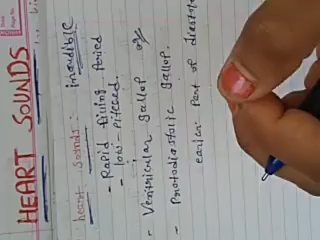 HEART SOUNDS
heart sounds: inaudible
- Rapid filling Period
- low-Pitched.
- Ventricular gallop or
- Protodiastolic gallop.
earlier Part of